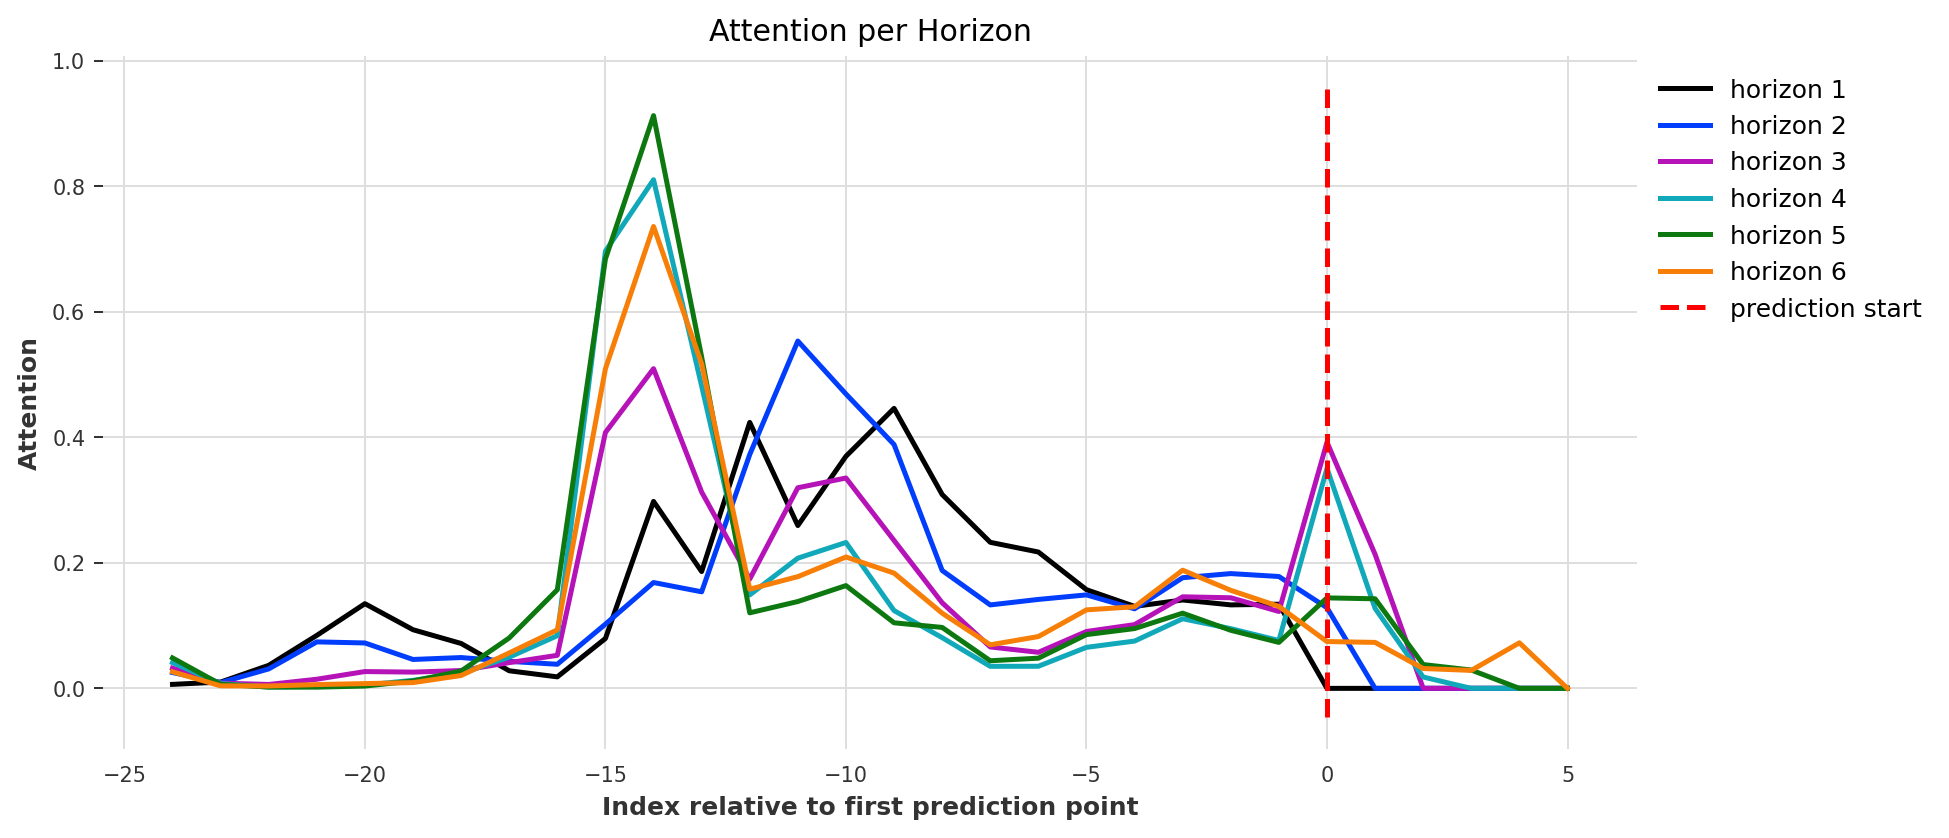 Attention per Horizon
1.0
0.8
0.6
0.4
0.2
0.0
Attention
−25
−20
−15
−10
−5
0
5
Index relative to first prediction point
horizon 1
horizon 2
horizon 3
horizon 4
horizon 5
horizon 6
prediction start